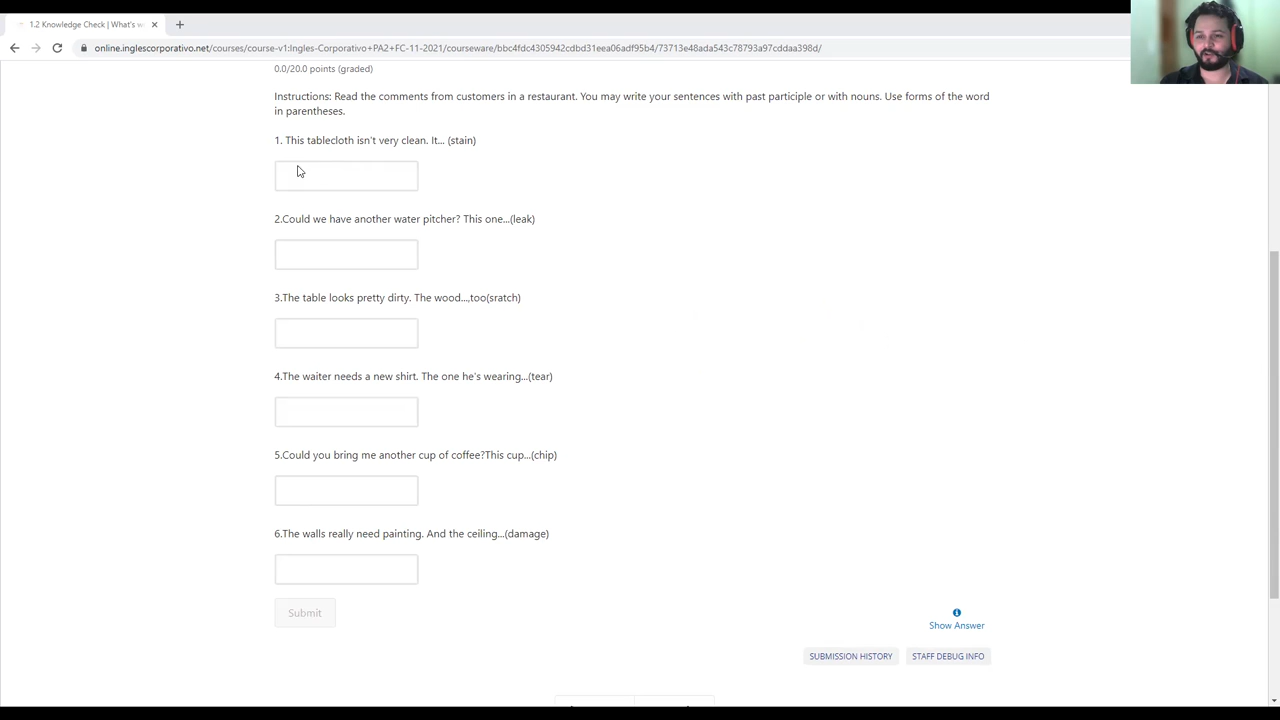 1.2 Knowledge Check | What's w
online.inglescorporativo.net/courses/course-v1:Ingles-Corporativo+PA2+FC-11-2021/courseware/bbc4fdc4305942cdbd31eea06adf95b4/73713e48ada543c78793a97cddaa398d/
0.0/20.0 points (graded)
Instructions: Read the comments from customers in a restaurant. You may write your sentences with past participle or with nouns. Use forms of the word
in parentheses.
1. This tablecloth isn't very clean. It... (stain)
2.Could we have another water pitcher? This one...(leak)
3.The table looks pretty dirty. The wood...,too(sratch)
4.The waiter needs a new shirt. The one he's wearing...(tear)
5.Could you bring me another cup of coffee?This cup...(chip)
6.The walls really need painting. And the ceiling...(damage)
Submit
Show Answer
SUBMISSION HISTORY
STAFF DEBUG INFO